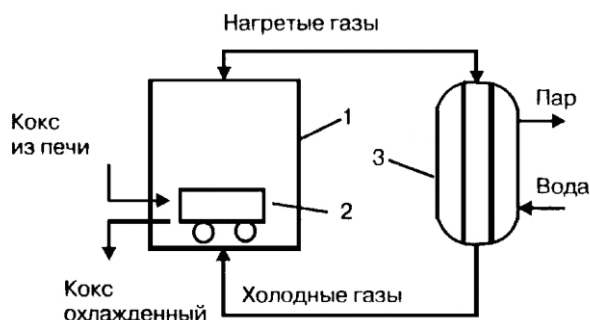 Нагретые газы
Кокс
из печи
1
2
3
Пар
Вода
Кокс
охлажденный
Холодные газы